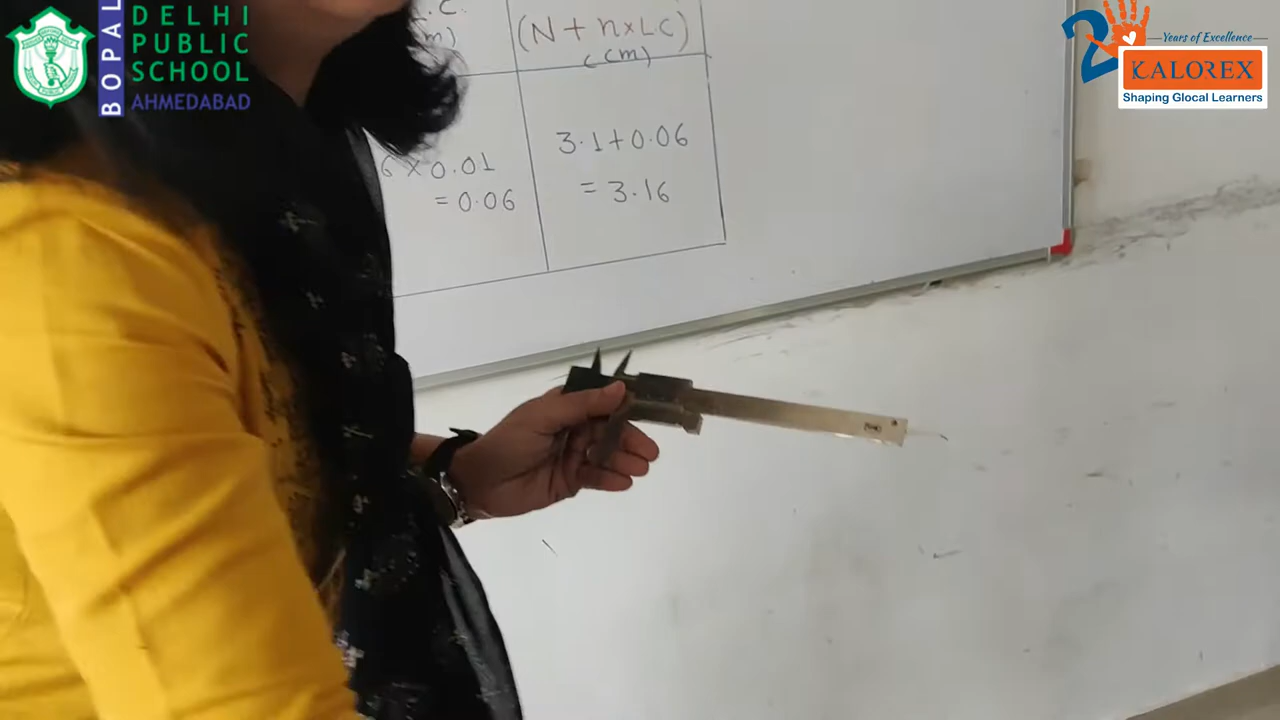 BOPAL
DELHI
PUBLIC
SCHOOL
AHMEDABAD
Years of Excellence
KALOREX
Shaping Glocal Learners
.C.
m)
(N + n×LC)
(cm)
6 × 0.01
= 0.06
3.1+0.06
= 3.16